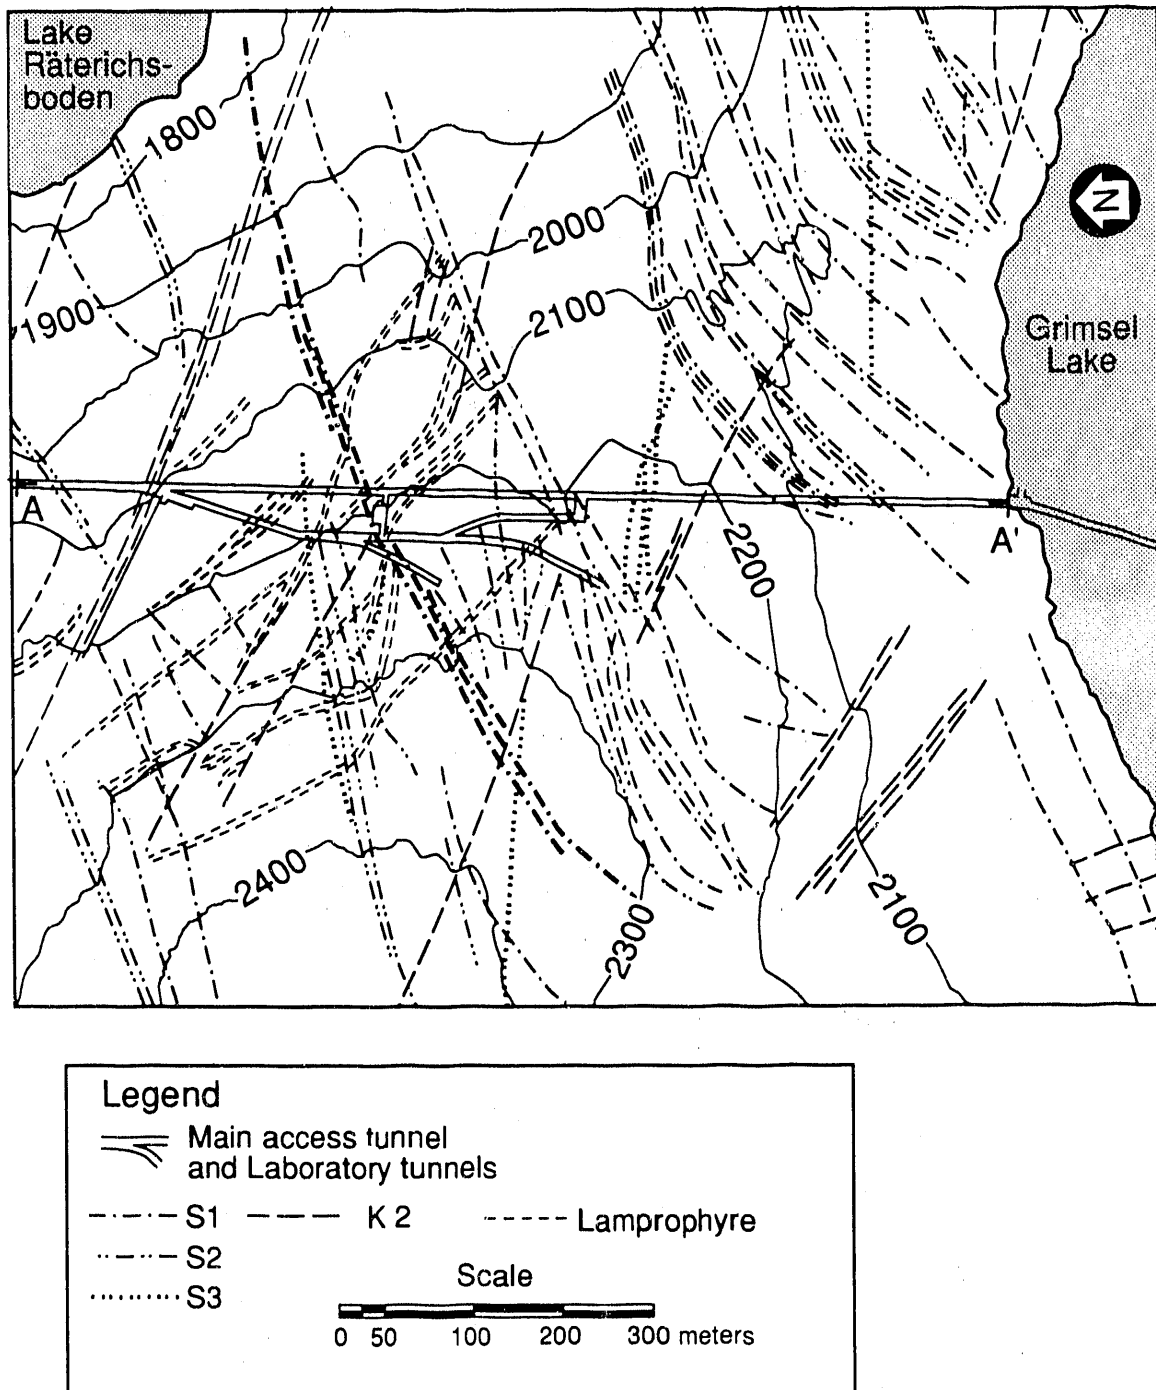 Lake
Räterichs-
boden
1800
1900
2000
2100
N
Grimsel
Lake
A
A'
2200
2400
2300
2100
Legend
Main access tunnel
and Laboratory tunnels
S1
K 2
Lamprophyre
S2
S3
Scale
0 50 100 200 300 meters